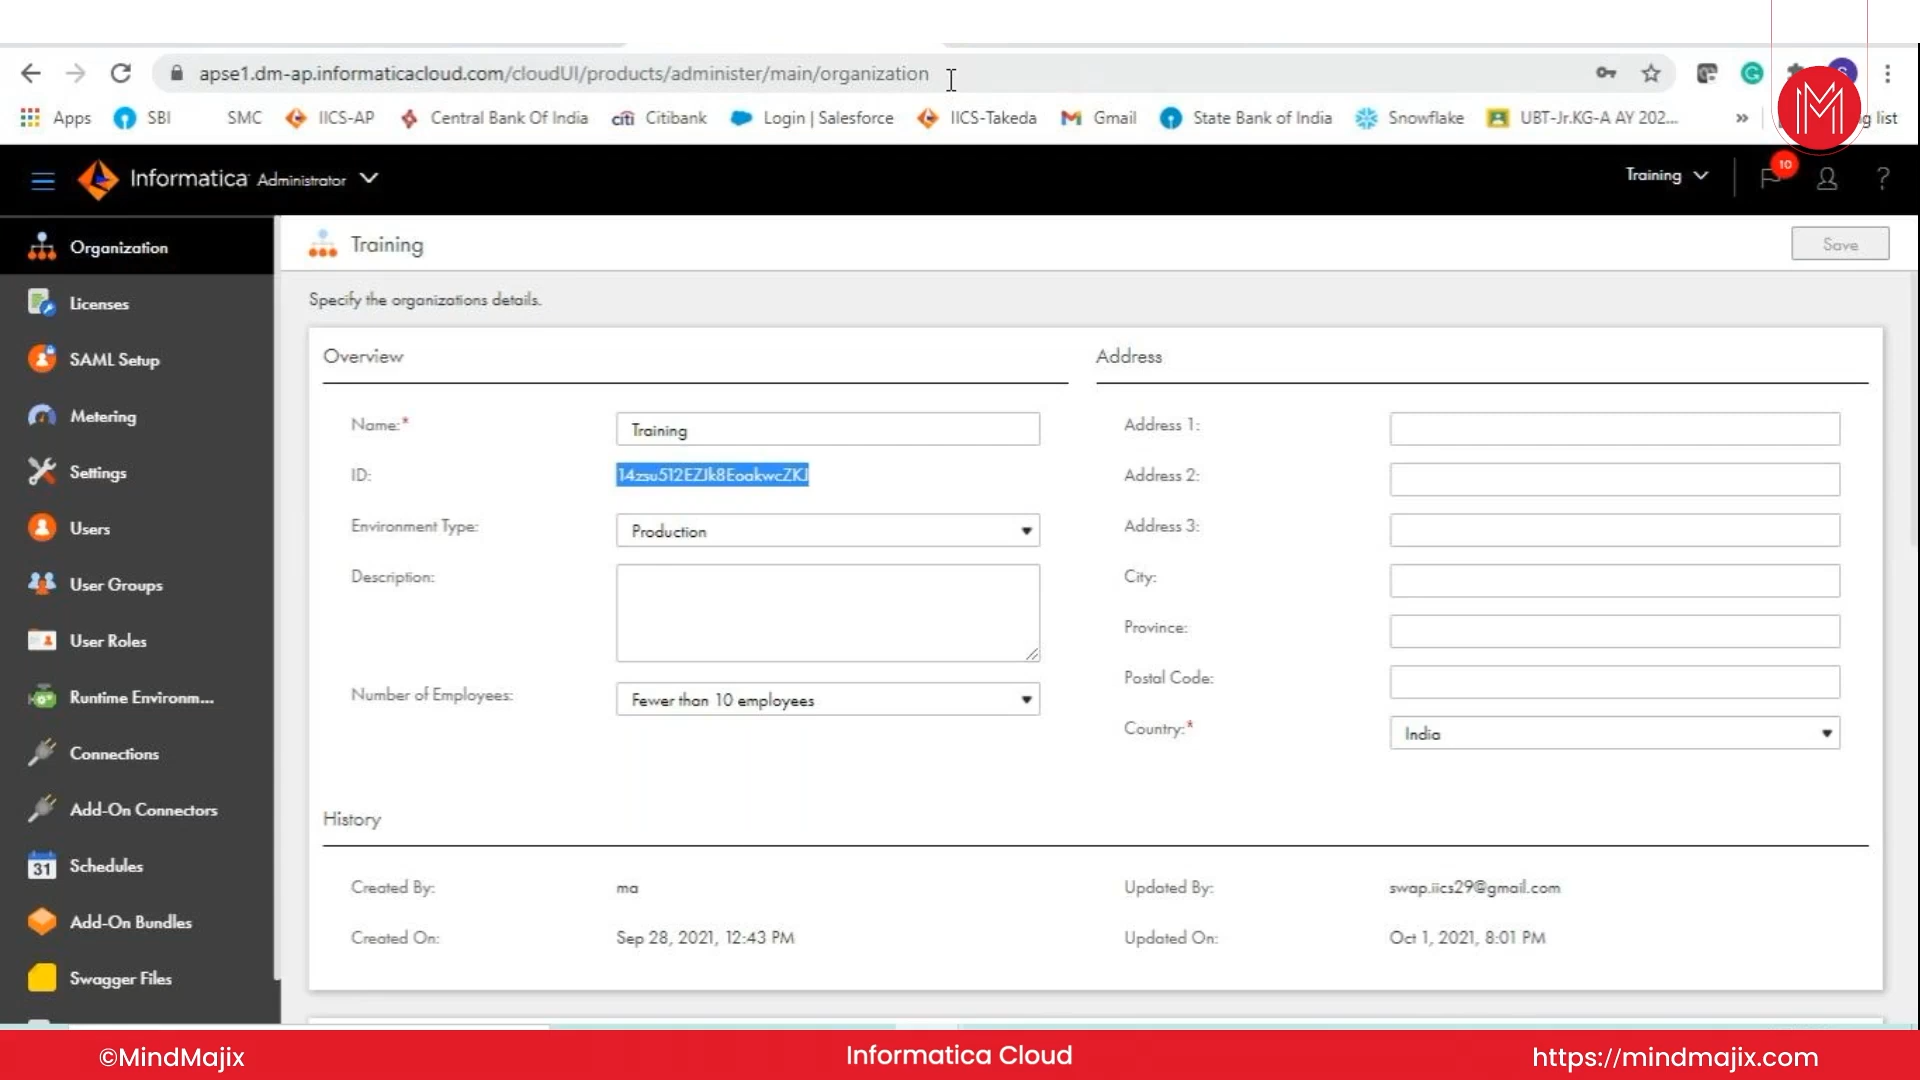 apse1.dm-ap.informaticacloud.com/cloudUI/products/administer/main/organization
Apps SBI SMC IICS-AP Central Bank Of India citi Citibank Login | Salesforce IICS-Takeda Gmail State Bank of India Snowflake UBT-Jr.KG-A AY 202... » g list
Informatica Administrator Training 10 ?
Organization
Licenses
SAML Setup
Metering
Settings
Users
User Groups
User Roles
Runtime Environm...
Connections
Add-On Connectors
31 Schedules
Add-On Bundles
Swagger Files
Training Save
Specify the organizations details.
Overview
Name:* Training
ID: 14zsu512EZJk8EoakwcZKJ
Environment Type: Production
Description:
Number of Employees: Fewer than 10 employees
Address
Address 1:
Address 2:
Address 3:
City:
Province:
Postal Code:
Country:* India
History
Created By: ma Updated By: swap.iics29@gmail.com
Created On: Sep 28, 2021, 12:43 PM Updated On: Oct 1, 2021, 8:01 PM
©MindMajix Informatica Cloud https://mindmajix.com